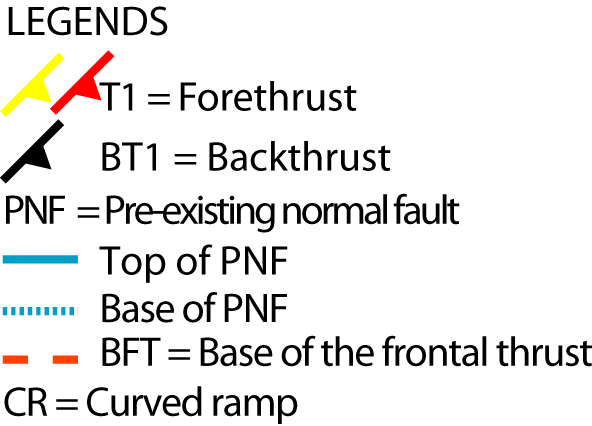 LEGENDS
T1 = Forethrust
BT1 = Backthrust
PNF = Pre-existing normal fault
Top of PNF
Base of PNF
BFT = Base of the frontal thrust
CR = Curved ramp